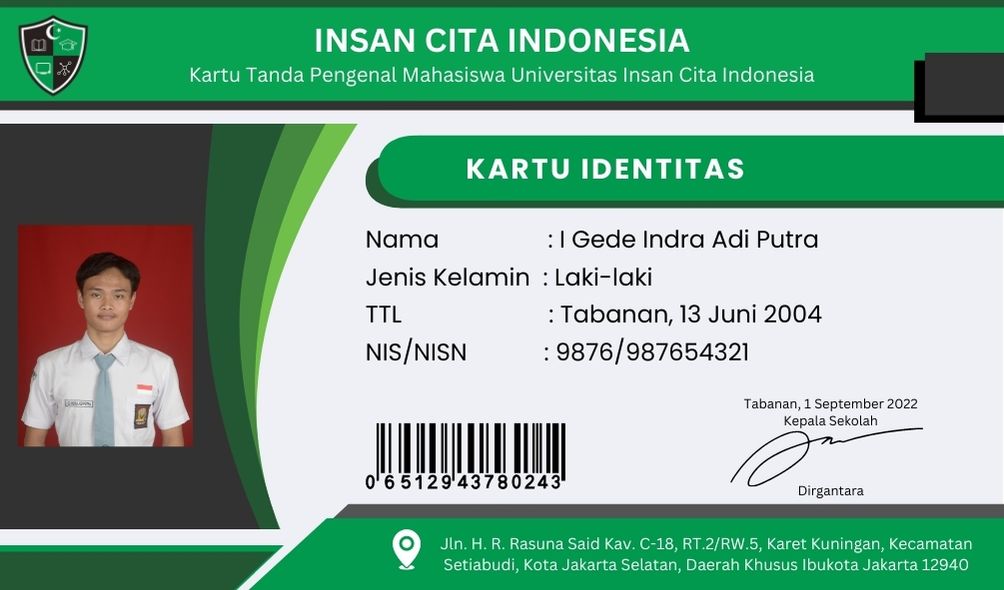 INSAN CITA INDONESIA
Kartu Tanda Pengenal Mahasiswa Universitas Insan Cita Indonesia
KARTU IDENTITAS
Nama : I Gede Indra Adi Putra
Jenis Kelamin : Laki-laki
TTL : Tabanan, 13 Juni 2004
NIS/NISN : 9876/987654321
Tabanan, 1 September 2022
Kepala Sekolah
Dirgantara
0 65129 43780243
Jln. H. R. Rasuna Said Kav. C-18, RT.2/RW.5, Karet Kuningan, Kecamatan
Setiabudi, Kota Jakarta Selatan, Daerah Khusus Ibukota Jakarta 12940